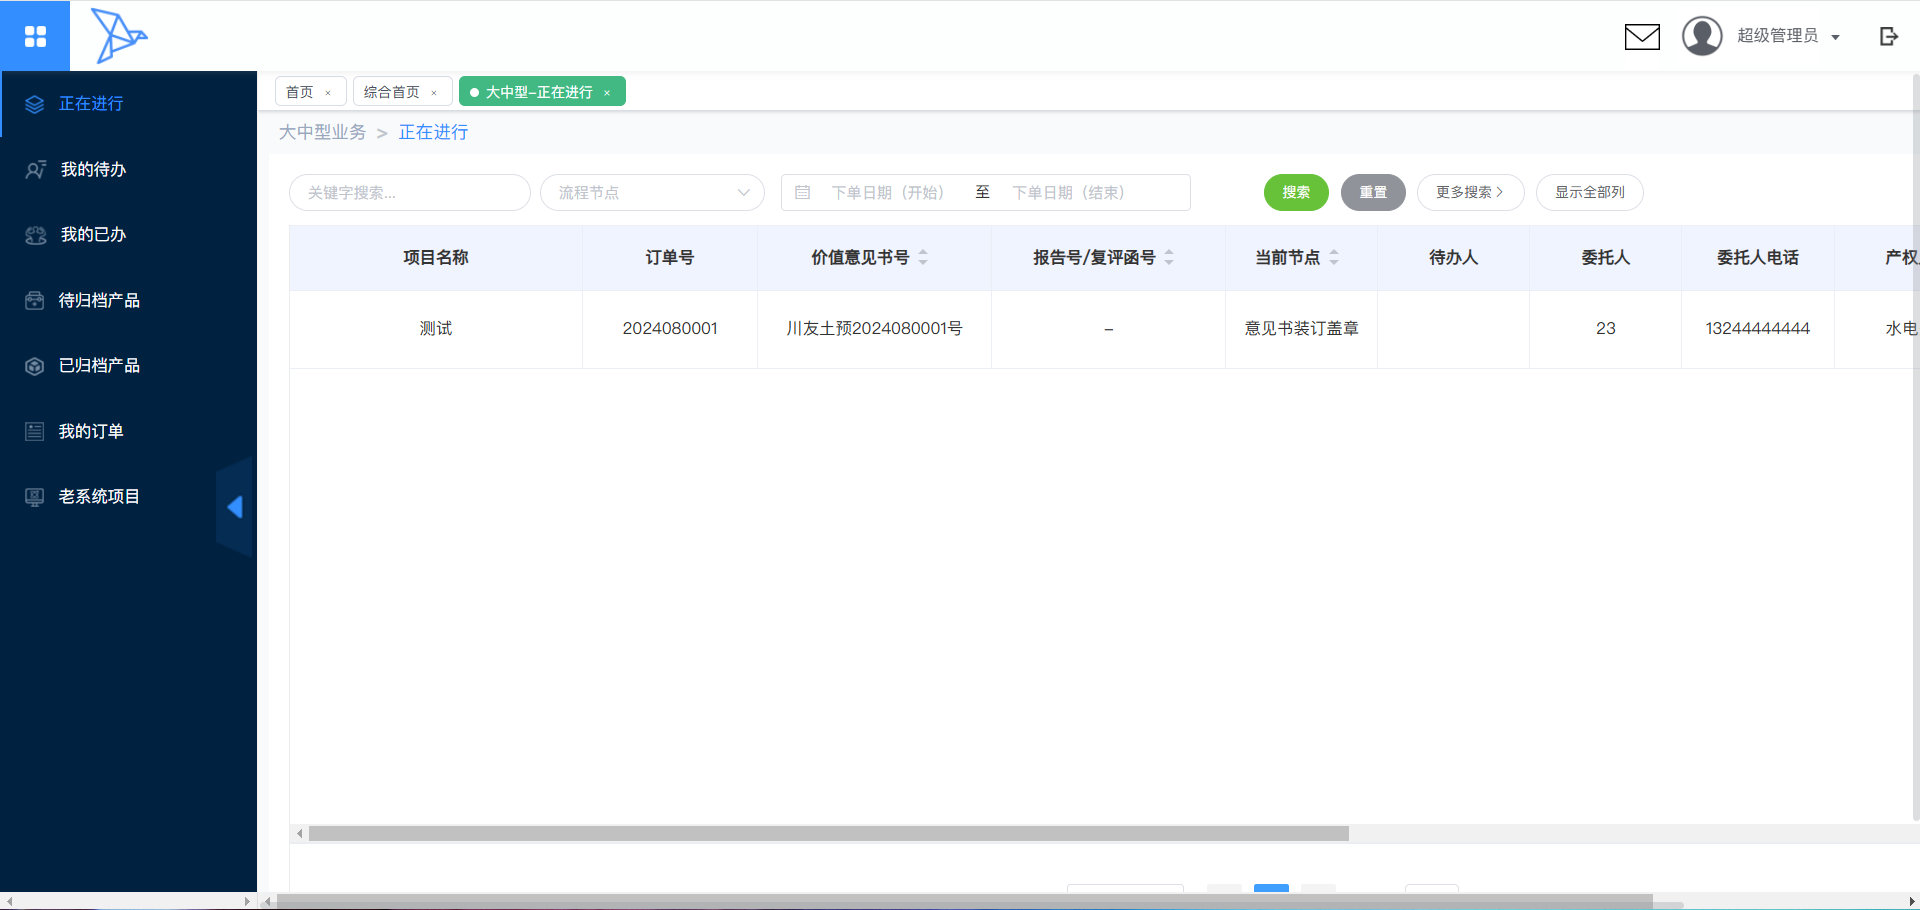 超级管理员
正在进行
我的待办
我的已办
待归档产品
已归档产品
我的订单
老系统项目
首页 × 综合首页 × 大中型-正在进行 ×
大中型业务 > 正在进行
关键字搜索... 流程节点 下单日期（开始） 至 下单日期（结束） 搜索 重置 更多搜索 显示全部列
项目名称 订单号 价值意见书号 报告号/复评函号 当前节点 待办人 委托人 委托人电话 产权
测试 2024080001 川友土预2024080001号 – 意见书装订盖章 23 13244444444 水电